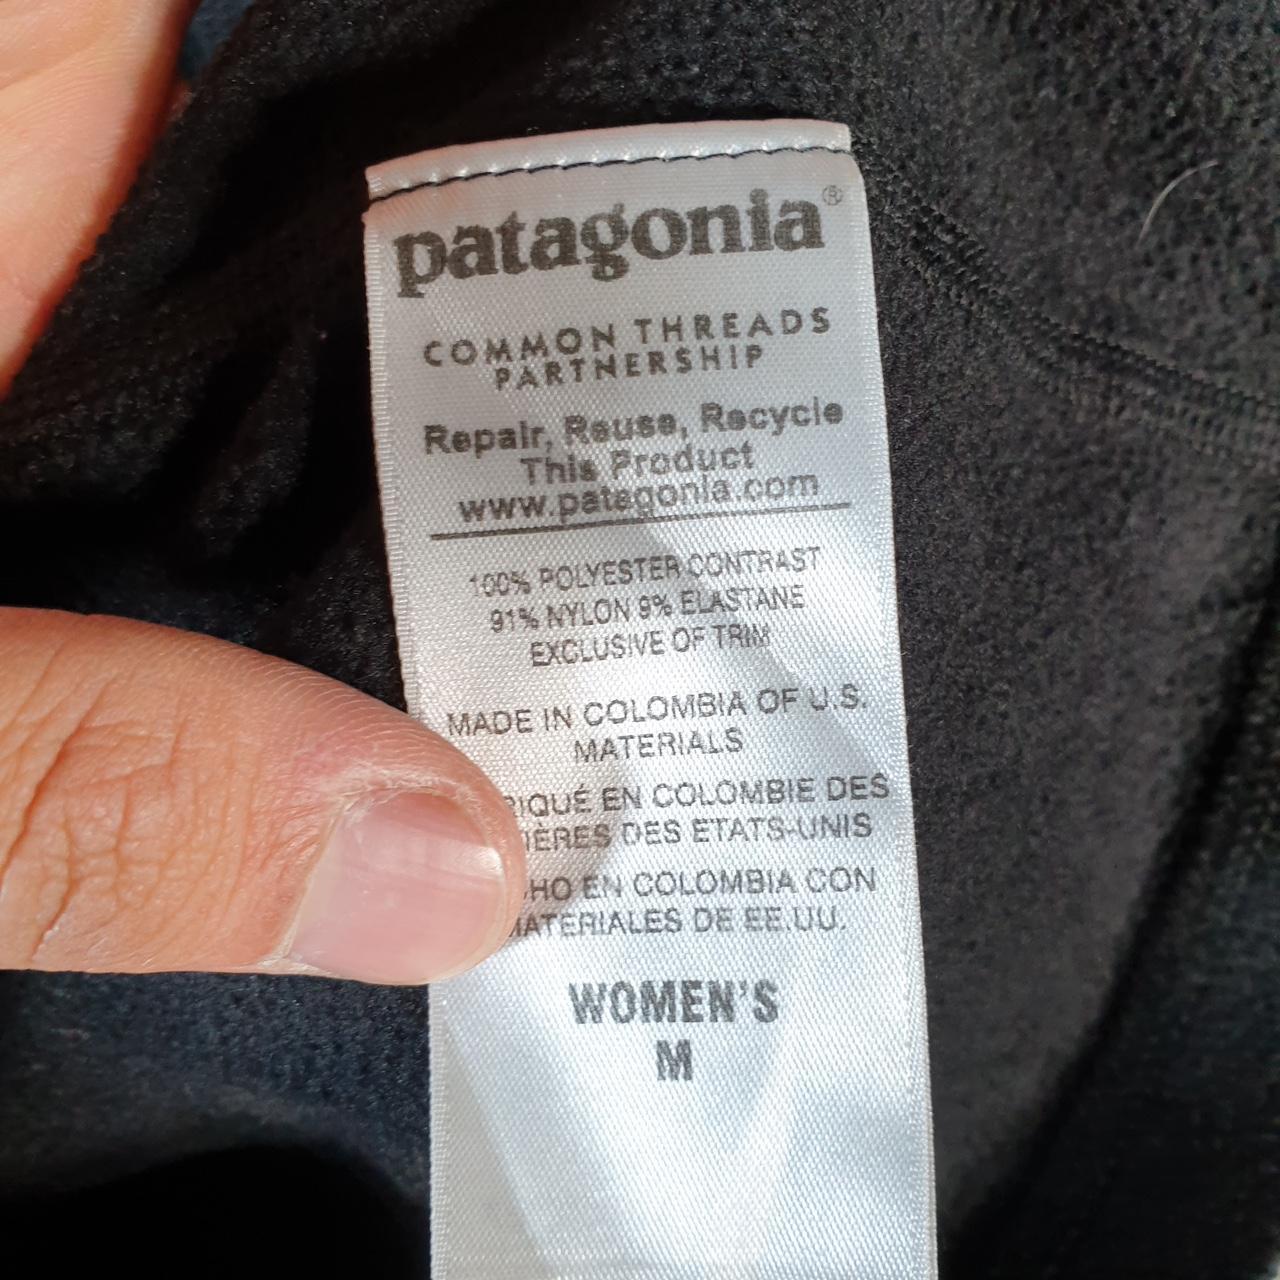 patagonia®
COMMON THREADS
PARTNERSHIP
Repair, Reuse, Recycle
This Product
www.patagonia.com
100% POLYESTER CONTRAST
91% NYLON 9% ELASTANE
EXCLUSIVE OF TRIM
MADE IN COLOMBIA OF U.S.
MATERIALS
EN COLOMBIE DES
DES ETATS-UNIS
EN COLOMBIA CON
MATERIALES DE EE.UU.
WOMEN'S
M